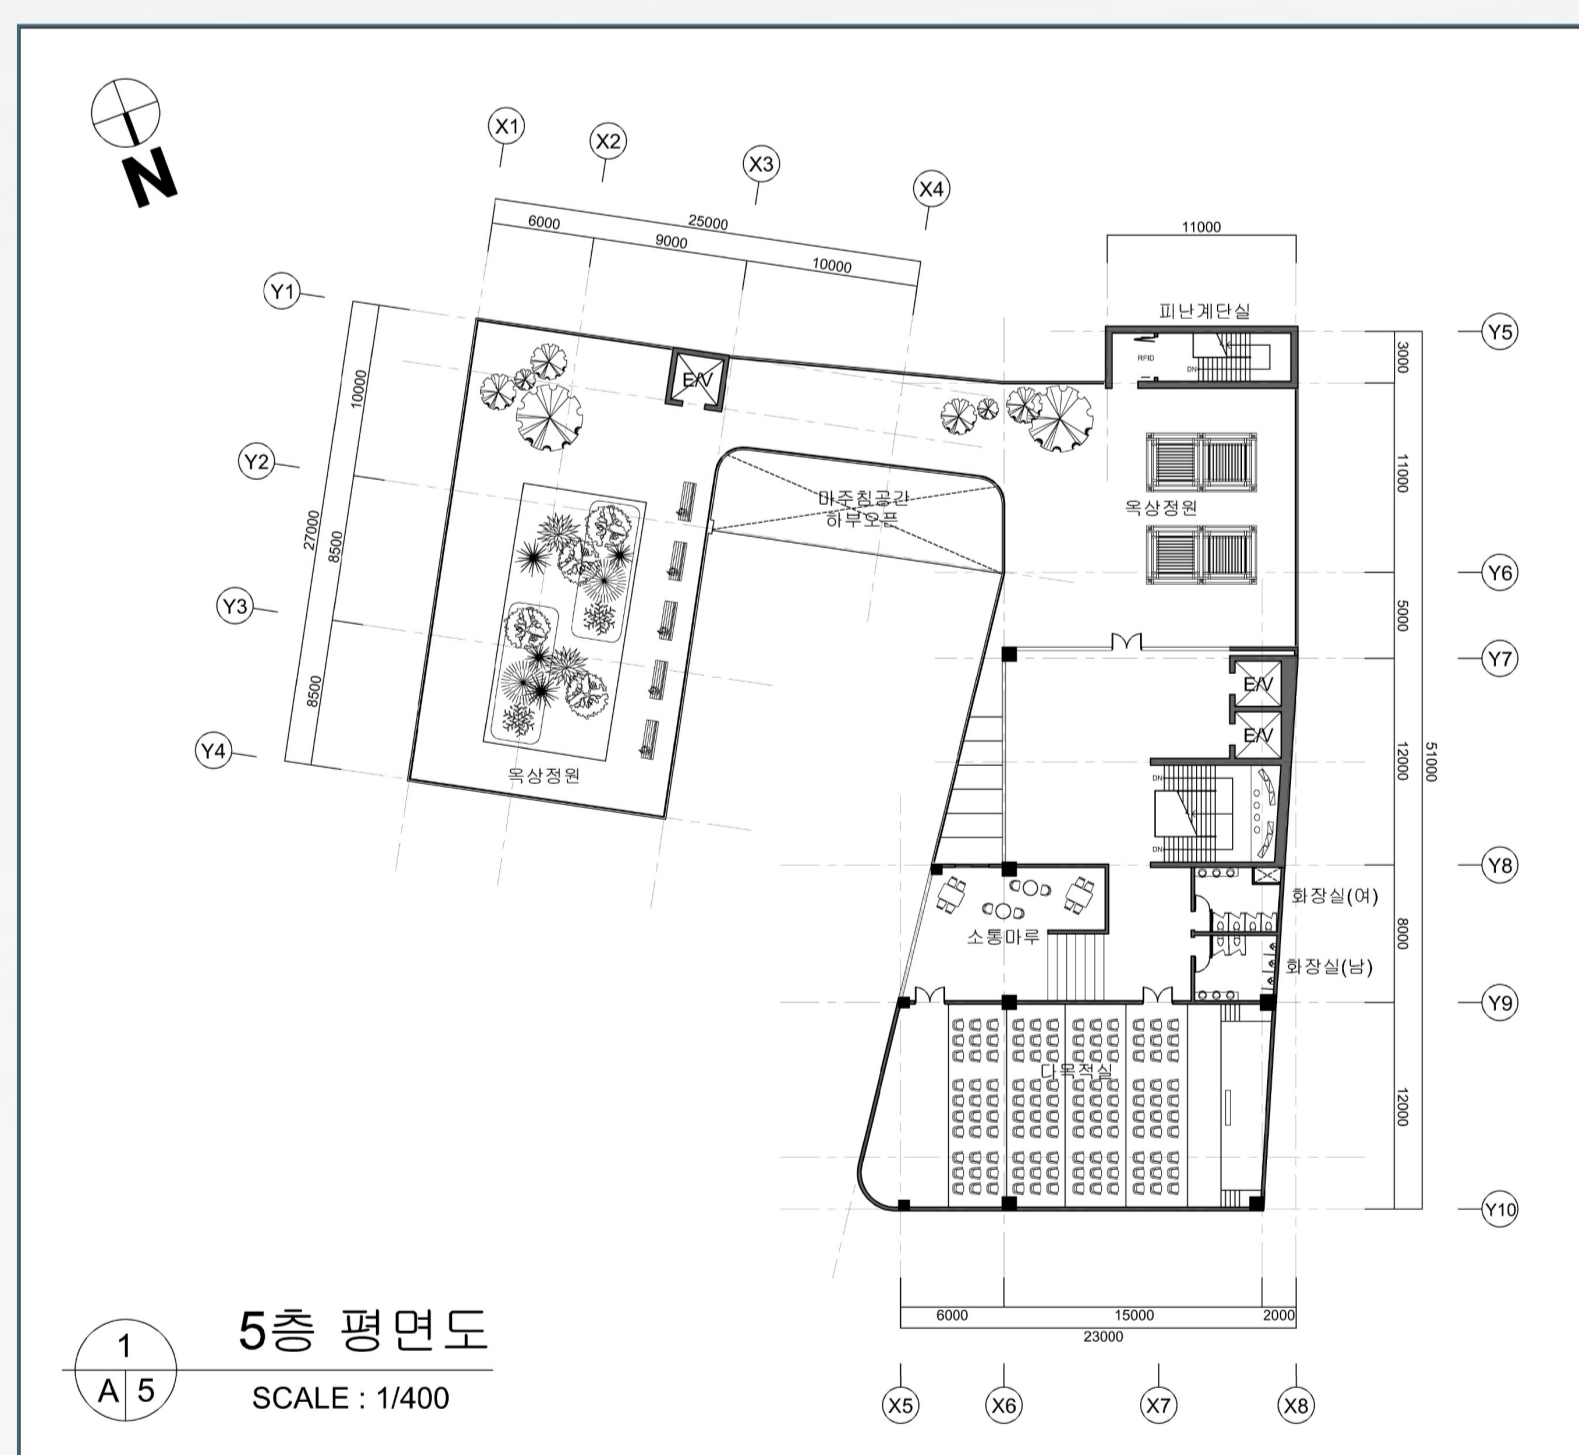 N
X1
X2
X3
X4
25000
6000
9000
10000
11000
Y1
Y2
Y3
Y4
10000
27000
8500
8500
피난계단실
RFID
DN
Y5
3000
E/V
11000
마주침공간
하부오픈
옥상정원
Y6
5000
Y7
E/V
E/V
옥상정원
12000
51000
DN
DN
Y8
화장실(여)
소통마루
8000
화장실(남)
Y9
다목적실
12000
Y10
6000
15000
2000
23000
X5
X6
X7
X8
1
A 5
5층 평면도
SCALE : 1/400